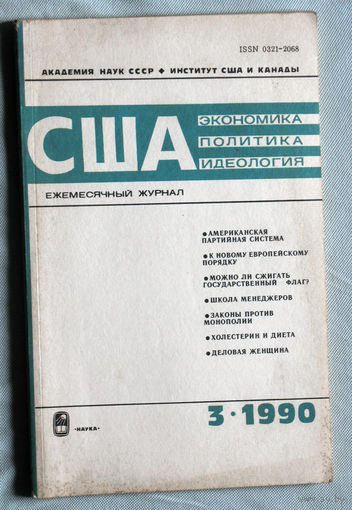 ISSN 0321-2068
АКАДЕМИЯ НАУК СССР ✦ ИНСТИТУТ США И КАНАДЫ
США
ЭКОНОМИКА
ПОЛИТИКА
ИДЕОЛОГИЯ
ЕЖЕМЕСЯЧНЫЙ ЖУРНАЛ
● АМЕРИКАНСКАЯ
ПАРТИЙНАЯ СИСТЕМА
● К НОВОМУ ЕВРОПЕЙСКОМУ
ПОРЯДКУ
● МОЖНО ЛИ СЖИГАТЬ
ГОСУДАРСТВЕННЫЙ ФЛАГ?
● ШКОЛА МЕНЕДЖЕРОВ
● ЗАКОНЫ ПРОТИВ
МОНОПОЛИИ
● ХОЛЕСТЕРИН И ДИЕТА
● ДЕЛОВАЯ ЖЕНЩИНА
3 · 1990
«НАУКА»